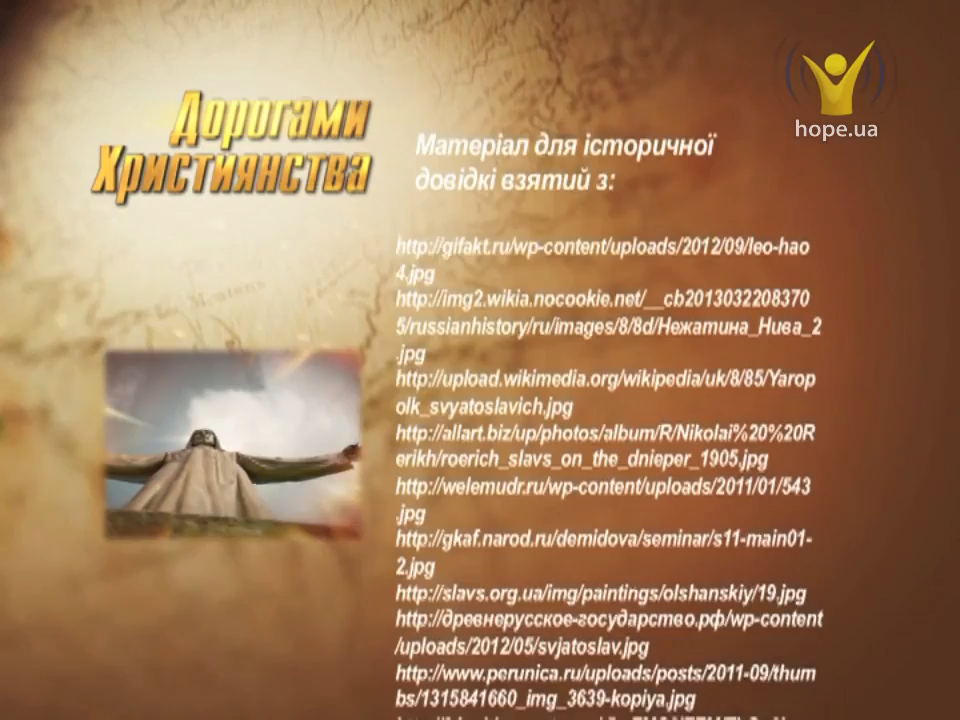 hope.ua
Дорогами
Християнства
Матеріал для історичної
довідкі взятий з:
http://gifakt.ru/wp-content/uploads/2012/09/leo-hao
4.jpg
http://img2.wikia.nocookie.net/__cb2013032208370
5/russianhistory/ru/images/8/8d/Нежатина_Нива_2
.jpg
http://upload.wikimedia.org/wikipedia/uk/8/85/Yarop
olk_svyatoslavich.jpg
http://allart.biz/up/photos/album/R/Nikolai%20%20R
erikh/roerich_slavs_on_the_dnieper_1905.jpg
http://welemudr.ru/wp-content/uploads/2011/01/543
.jpg
http://gkaf.narod.ru/demidova/seminar/s11-main01-
2.jpg
http://slavs.org.ua/img/paintings/olshanskiy/19.jpg
http://древнерусское-государство.рф/wp-content
/uploads/2012/05/svjatoslav.jpg
http://www.perunica.ru/uploads/posts/2011-09/thum
bs/1315841660_img_3639-kopiya.jpg